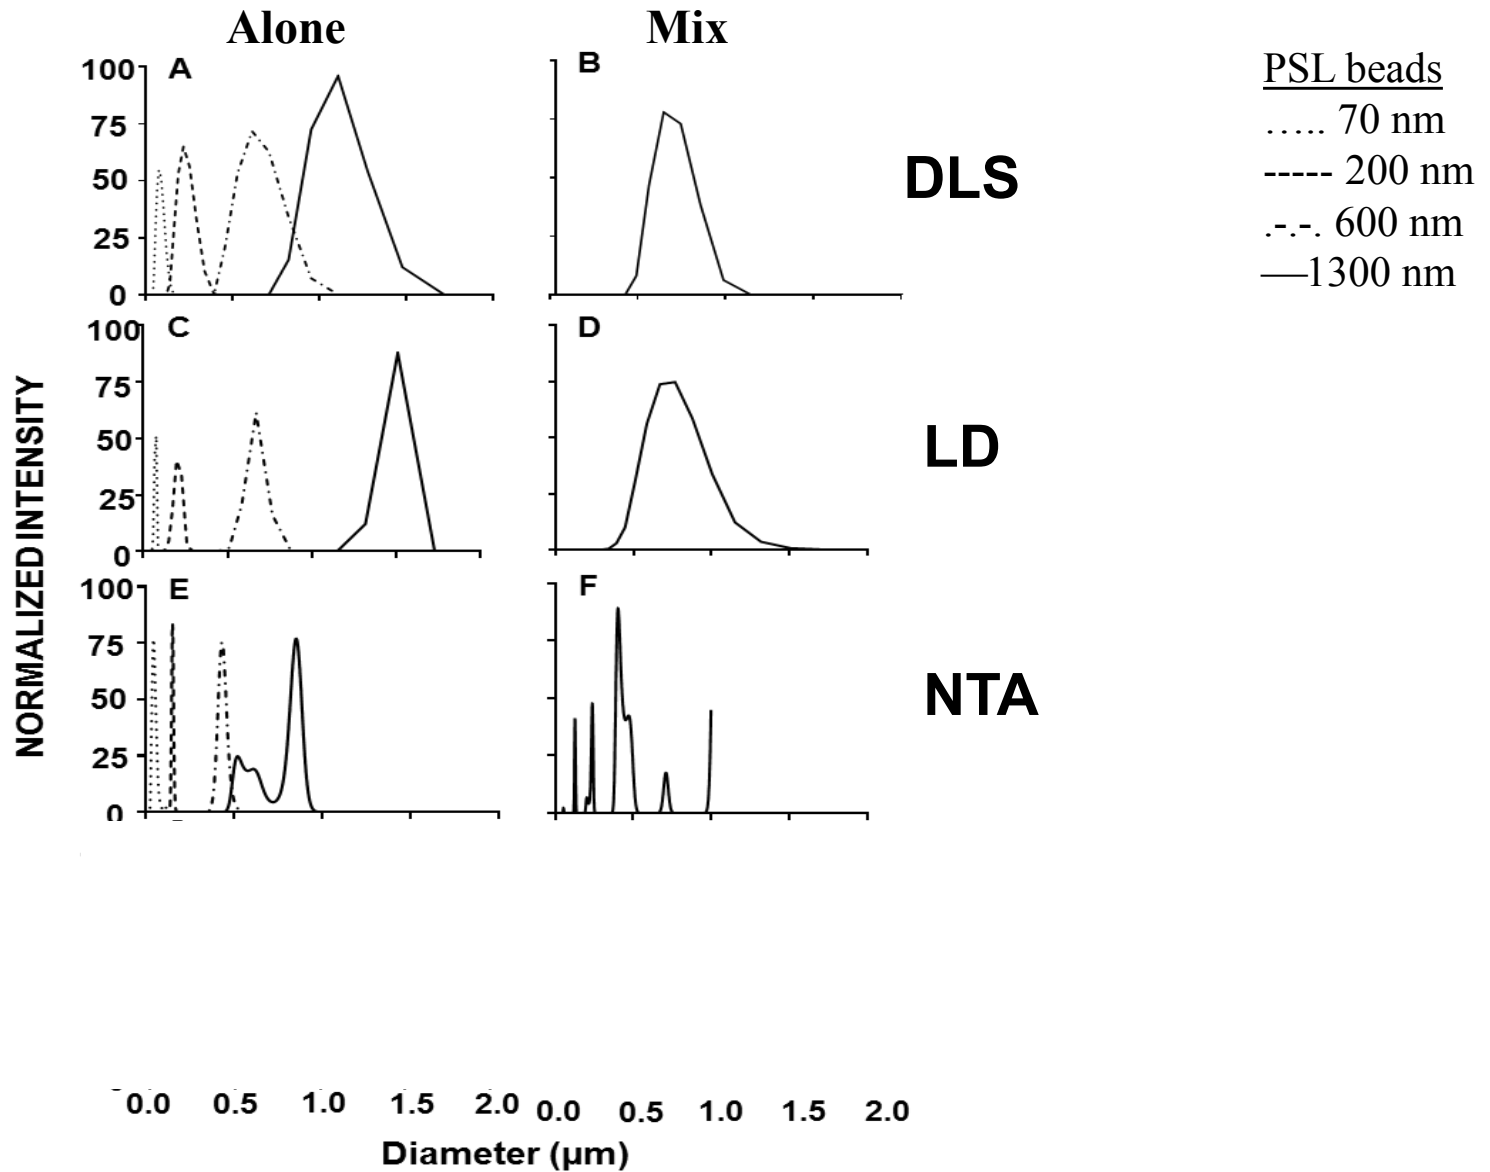 Alone
Mix
PSL beads
..... 70 nm
----- 200 nm
.-.-. 600 nm
—1300 nm
A
100
75
50
25
0
B
DLS
C
100
75
50
25
0
D
LD
NORMALIZED INTENSITY
E
100
75
50
25
0
F
NTA
0.0 0.5 1.0 1.5 2.0
0.0 0.5 1.0 1.5 2.0
Diameter (µm)